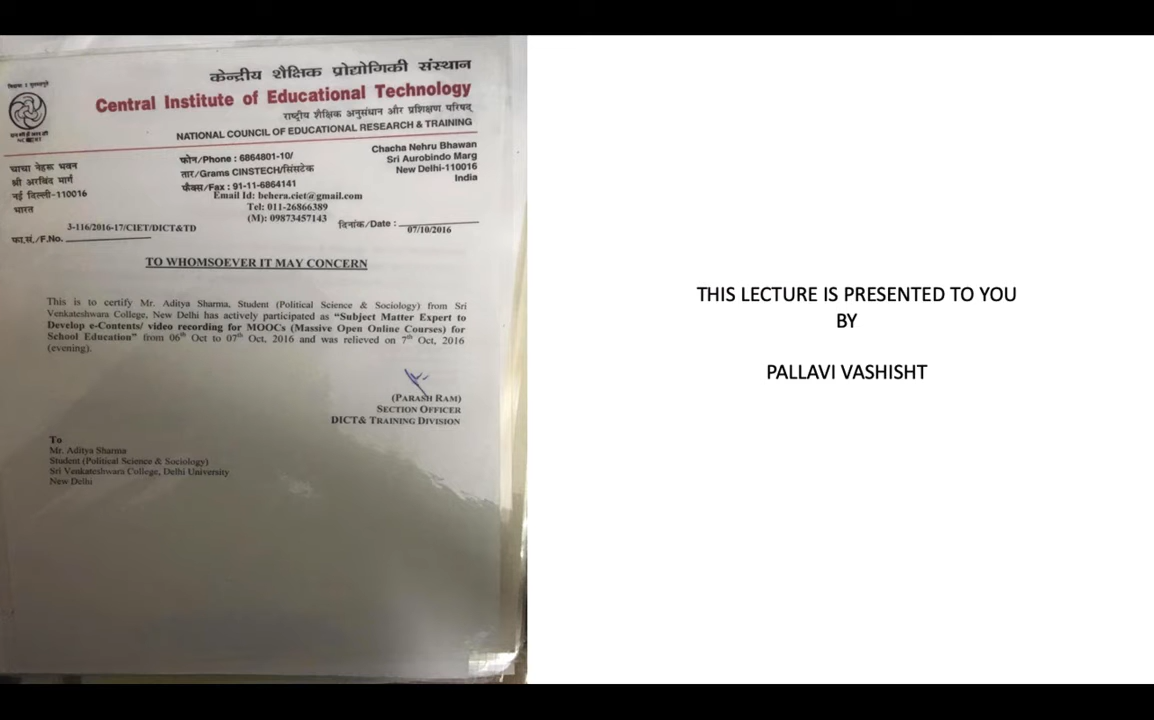 केन्द्रीय शैक्षिक प्रोद्योगिकी संस्थान
Central Institute of Educational Technology
राष्ट्रीय शैक्षिक अनुसंधान और प्रशिक्षण परिषद्
NATIONAL COUNCIL OF EDUCATIONAL RESEARCH & TRAINING
चाचा नेहरू भवन
श्री अरविंद मार्ग
नई दिल्ली-110016
भारत
फोन/Phone : 6864801-10/
तार/Grams CINSTECH/सिंसटेक
फैक्स/Fax : 91-11-6864141
Email Id: behera.ciet@gmail.com
Tel: 011-26866389
(M): 09873457143
Chacha Nehru Bhawan
Sri Aurobindo Marg
New Delhi-110016
India
दिनांक/Date : 07/10/2016
3-116/2016-17/CIET/DICT&TD
फा.सं./F.No.
TO WHOMSOEVER IT MAY CONCERN
This is to certify Mr. Aditya Sharma, Student (Political Science & Sociology) from Sri
Venkateshwara College, New Delhi has actively participated as “Subject Matter Expert to
Develop e-Contents/ video recording for MOOCs (Massive Open Online Courses) for
School Education” from 06th Oct to 07th Oct, 2016 and was relieved on 7th Oct, 2016
(evening).
(PARASH RAM)
SECTION OFFICER
DICT& TRAINING DIVISION
To
Mr. Aditya Sharma
Student (Political Science & Sociology)
Sri Venkateshwara College, Delhi University
New Delhi
THIS LECTURE IS PRESENTED TO YOU
BY
PALLAVI VASHISHT